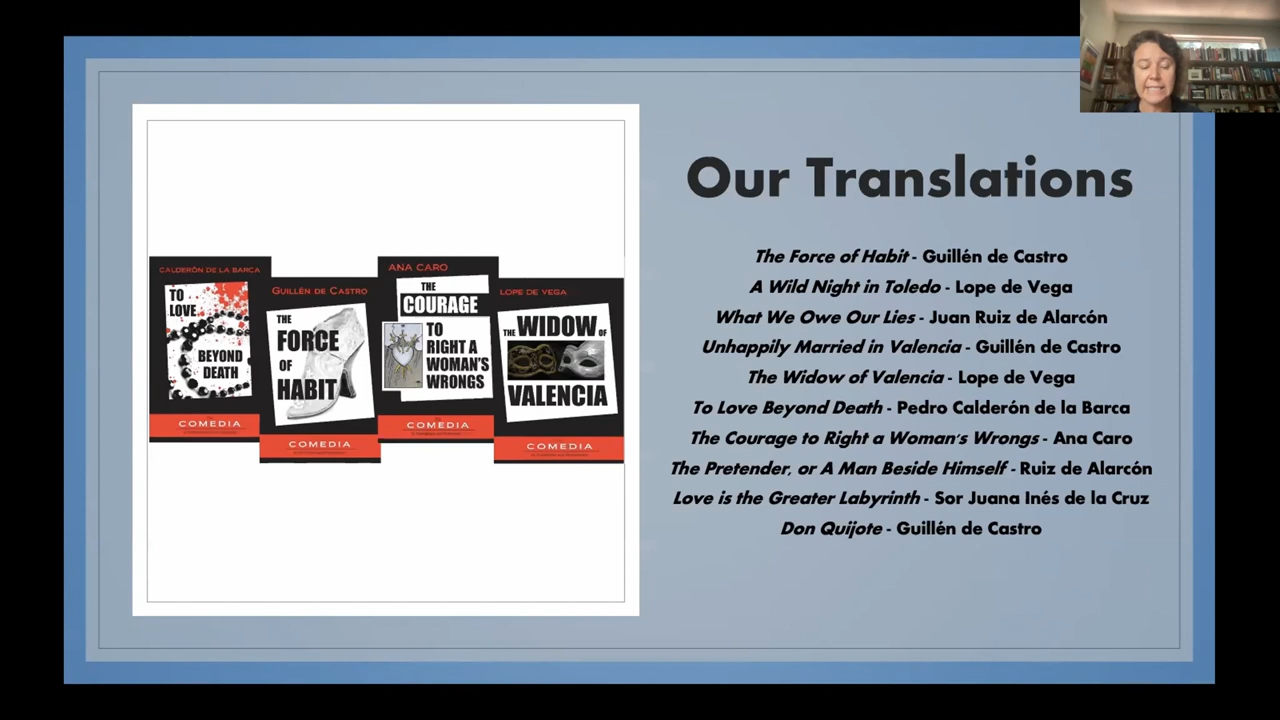 Our Translations
The Force of Habit - Guillén de Castro
A Wild Night in Toledo - Lope de Vega
What We Owe Our Lies - Juan Ruiz de Alarcón
Unhappily Married in Valencia - Guillén de Castro
The Widow of Valencia - Lope de Vega
To Love Beyond Death - Pedro Calderón de la Barca
The Courage to Right a Woman's Wrongs - Ana Caro
The Pretender, or A Man Beside Himself - Ruiz de Alarcón
Love is the Greater Labyrinth - Sor Juana Inés de la Cruz
Don Quijote - Guillén de Castro
CALDERÓN DE LA BARCA
TO
LOVE
BEYOND
DEATH
COMEDIA
GUILLÉN DE CASTRO
THE
FORCE
OF
HABIT
COMEDIA
ANA CARO
THE
COURAGE
TO
RIGHT A
WOMAN'S
WRONGS
COMEDIA
LOPE DE VEGA
THE WIDOW OF
VALENCIA
COMEDIA